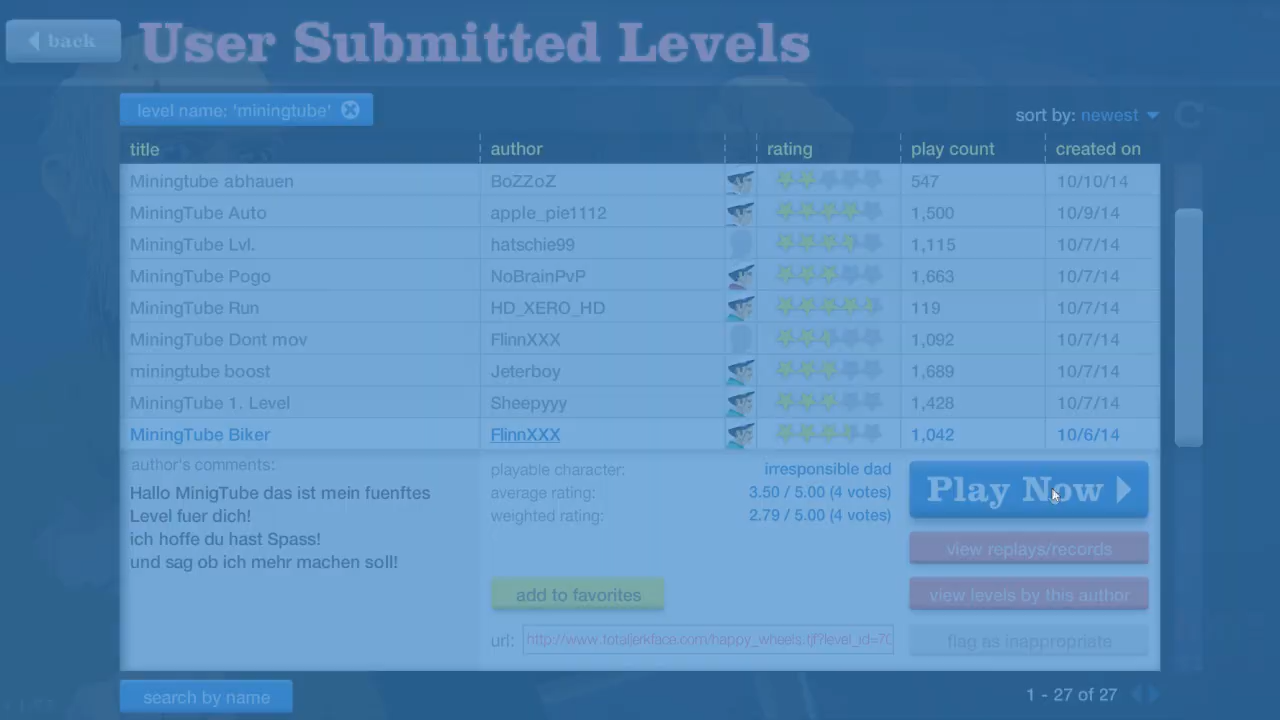 back
User Submitted Levels
level name: 'miningtube'
sort by: newest
title author rating play count created on
Miningtube abhauen BoZZoZ 547 10/10/14
MiningTube Auto apple_pie1112 1,500 10/9/14
MiningTube Lvl. hatschie99 1,115 10/7/14
MiningTube Pogo NoBrainPvP 1,663 10/7/14
MiningTube Run HD_XERO_HD 119 10/7/14
MiningTube Dont mov FlinnXXX 1,092 10/7/14
miningtube boost Jeterboy 1,689 10/7/14
MiningTube 1. Level Sheepyyy 1,428 10/7/14
MiningTube Biker FlinnXXX 1,042 10/6/14
author's comments:
Hallo MinigTube das ist mein fuenftes
Level fuer dich!
ich hoffe du hast Spass!
und sag ob ich mehr machen soll!
playable character: irresponsible dad
average rating: 3.50 / 5.00 (4 votes)
weighted rating: 2.79 / 5.00 (4 votes)
add to favorites
url: http://www.totaljerkface.com/happy_wheels.tjf?level_id=70
Play Now
view replays/records
view levels by this author
flag as inappropriate
search by name
1 - 27 of 27